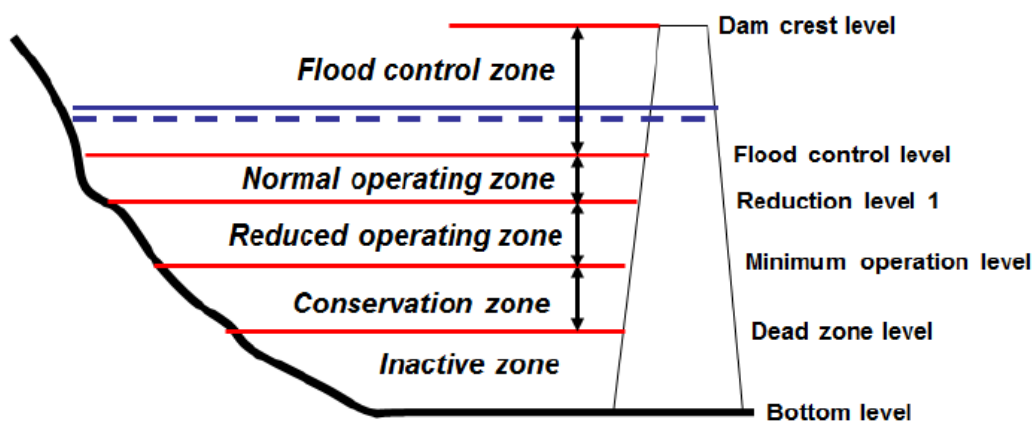 Dam crest level
Flood control zone
Flood control level
Normal operating zone
Reduction level 1
Reduced operating zone
Minimum operation level
Conservation zone
Dead zone level
Inactive zone
Bottom level